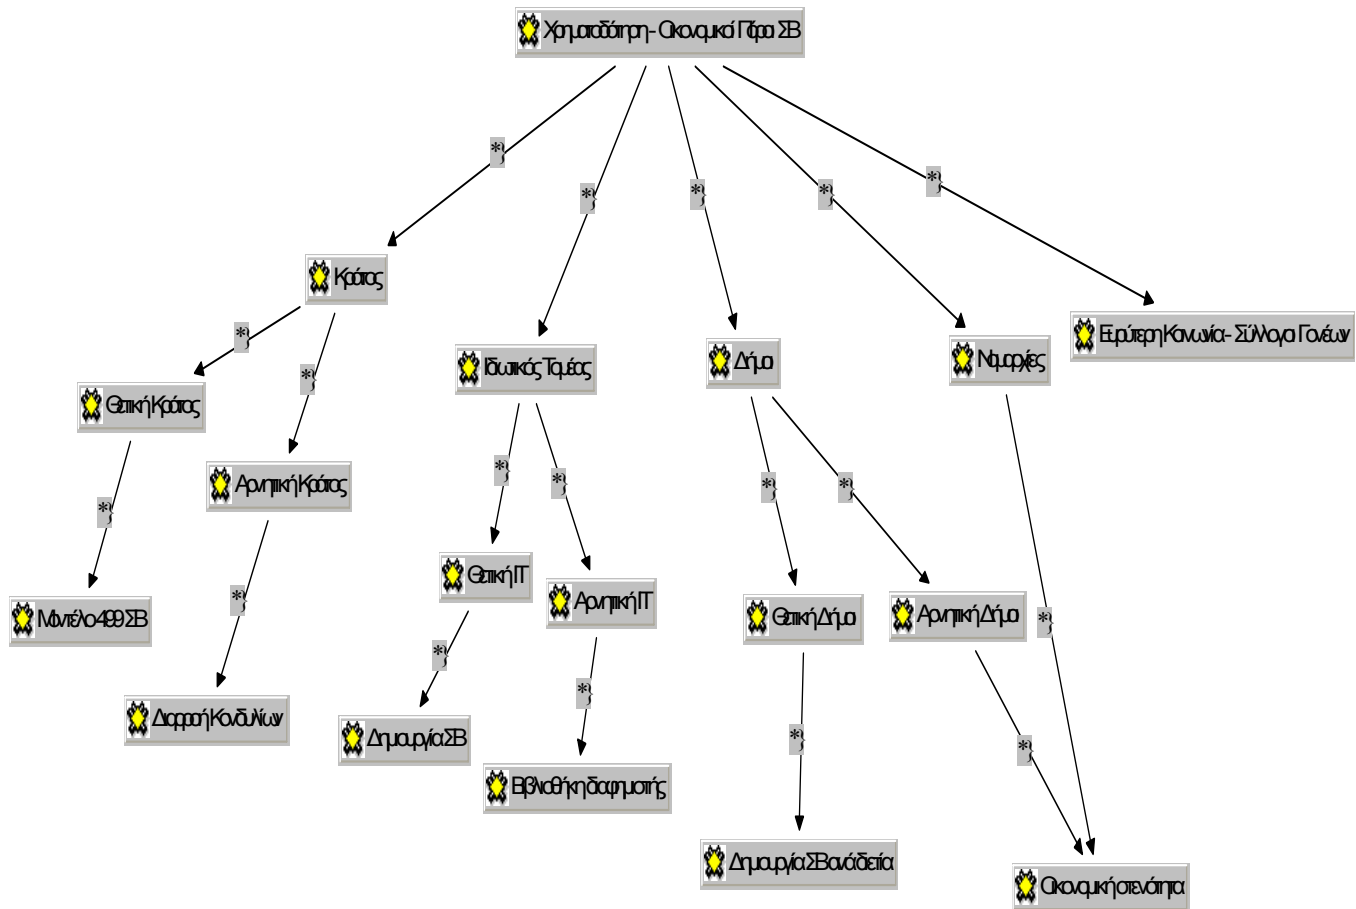 Χρηματοδότηση - Οικονομικοί Πόροι ΣΒ
*}
*}
*}
*}
*}
Κράτος
Ιδιωτικός Τομέας
Δήμοι
Νομαρχίες
Ευρύτερη Κοινωνία - Σύλλογοι Γονέων
*}
*}
Θετική Κράτος
Αρνητική Κράτος
*}
*}
*}
*}
*}
*}
Θετική ΙΤ
Αρνητική ΙΤ
Θετική Δήμοι
Αρνητική Δήμοι
Μοντέλο 499 ΣΒ
*}
*}
*}
*}
*}
Διαρροή Κονδυλίων
Δημιουργία ΣΒ
Βιβλιοθήκη διαφημιστής
Δημιουργία ΣΒ ανά διετία
Οικονομική στενότητα